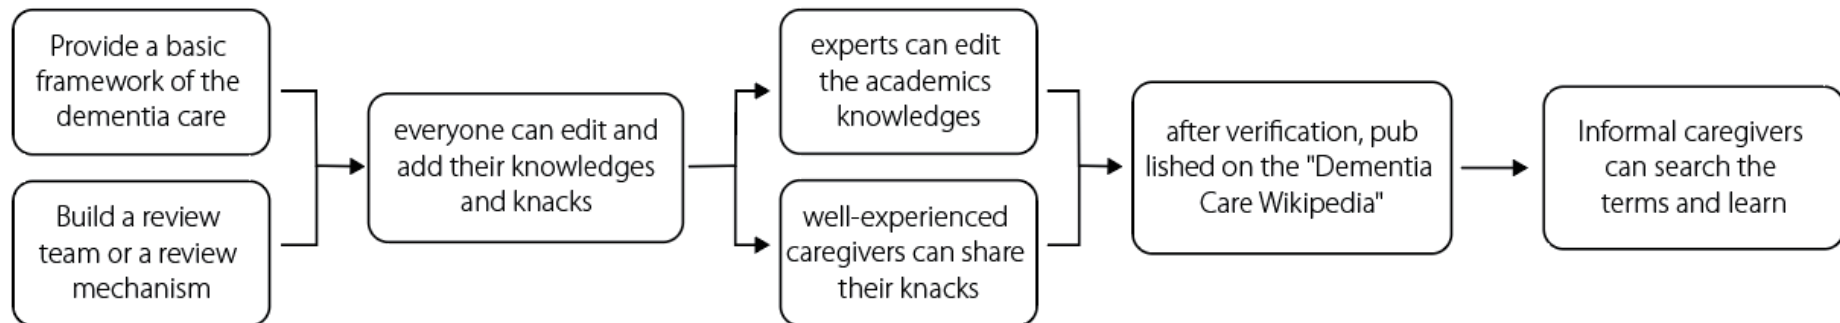 Provide a basic
framework of the
dementia care
Build a review
team or a review
mechanism
everyone can edit and
add their knowledges
and knacks
experts can edit
the academics
knowledges
well-experienced
caregivers can share
their knacks
after verification, pub
lished on the "Dementia
Care Wikipedia"
Informal caregivers
can search the
terms and learn